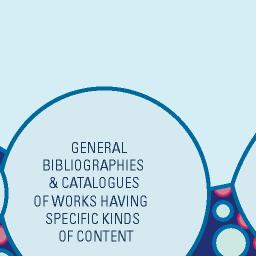 GENERAL
BIBLIOGRAPHIES
& CATALOGUES
OF WORKS HAVING
SPECIFIC KINDS
OF CONTENT